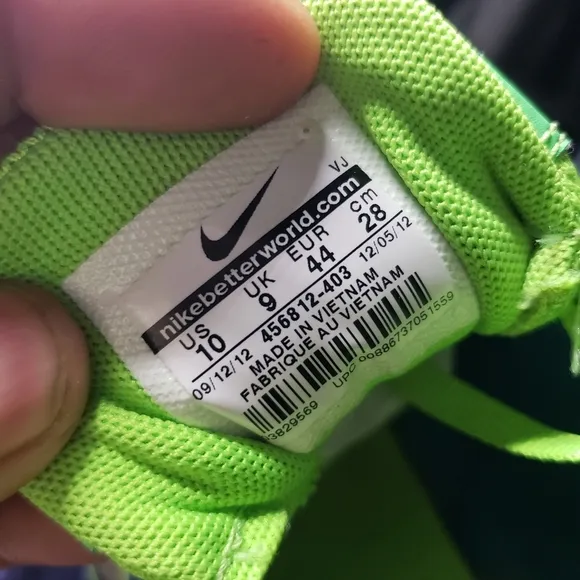 VJ
nikebetterworld.com
US UK EUR cm
10 9 44 28
09/12/12 456812-403 12/05/12
MADE IN VIETNAM
FABRIQUE AU VIETNAM
UPC 00886737051559
3829569